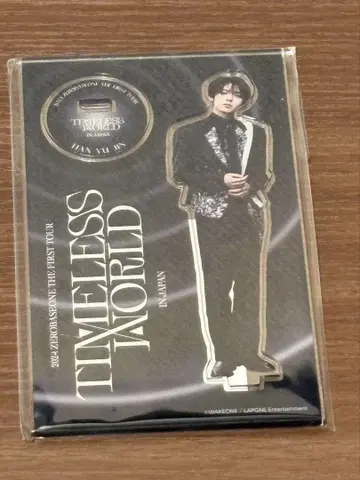 2024 ZEROBASEONE THE FIRST TOUR
TIMELESS
WORLD
IN JAPAN
HAN YU JIN
2024 ZEROBASEONE THE FIRST TOUR
TIMELESS
WORLD
IN JAPAN
©WAKEONE / LAPONE Entertainment